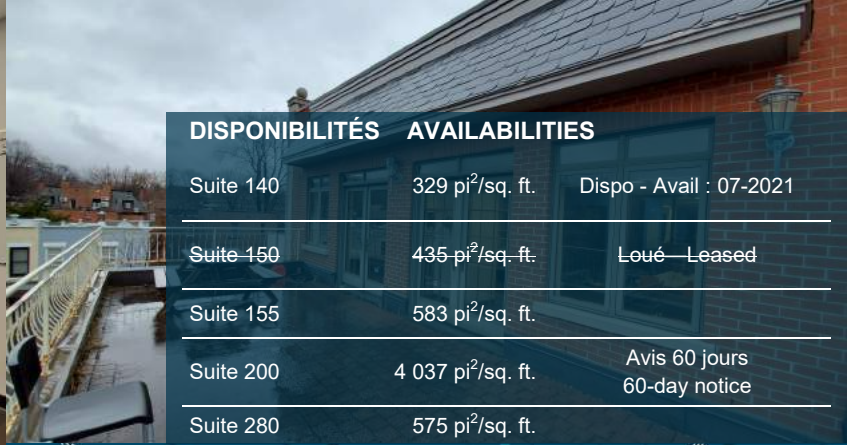 DISPONIBILITÉS AVAILABILITIES
Suite 140 329 pi²/sq. ft. Dispo - Avail : 07-2021
Suite 150 435 pi²/sq. ft. Loué – Leased
Suite 155 583 pi²/sq. ft.
Suite 200 4 037 pi²/sq. ft. Avis 60 jours
60-day notice
Suite 280 575 pi²/sq. ft.